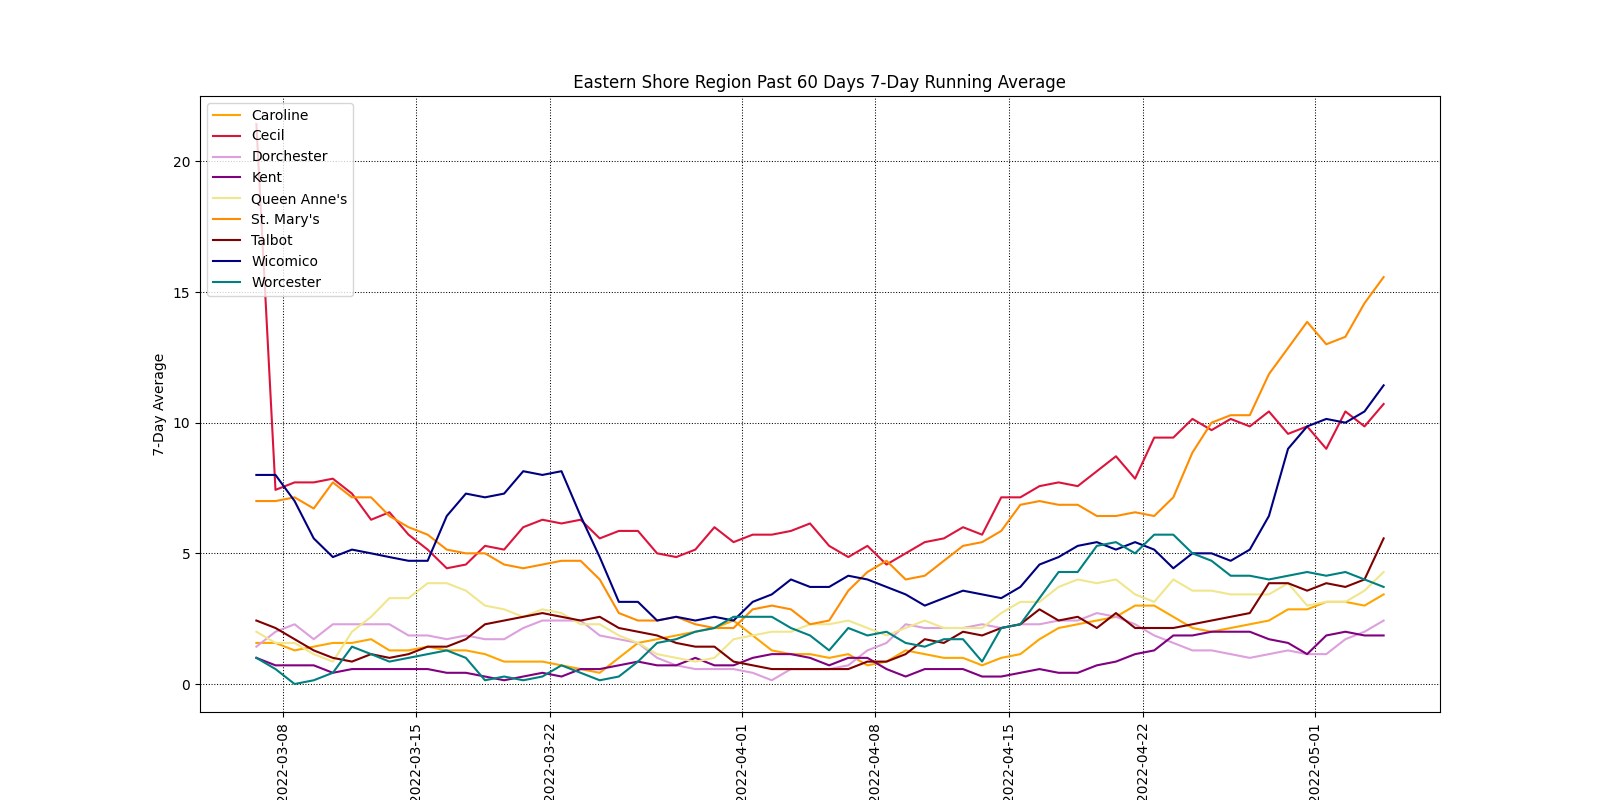 Eastern Shore Region Past 60 Days 7-Day Running Average
Caroline
Cecil
Dorchester
Kent
Queen Anne's
St. Mary's
Talbot
Wicomico
Worcester
7-Day Average
20
15
10
5
0
2022-03-08
2022-03-15
2022-03-22
2022-04-01
2022-04-08
2022-04-15
2022-04-22
2022-05-01